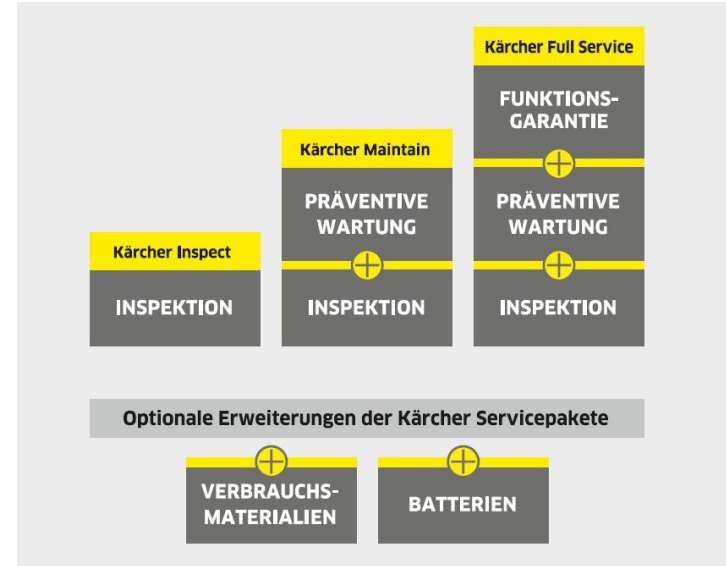 Kärcher Inspect
INSPEKTION
Kärcher Maintain
PRÄVENTIVE
WARTUNG
INSPEKTION
Kärcher Full Service
FUNKTIONS-
GARANTIE
PRÄVENTIVE
WARTUNG
INSPEKTION
Optionale Erweiterungen der Kärcher Servicepakete
VERBRAUCHS-
MATERIALIEN
BATTERIEN